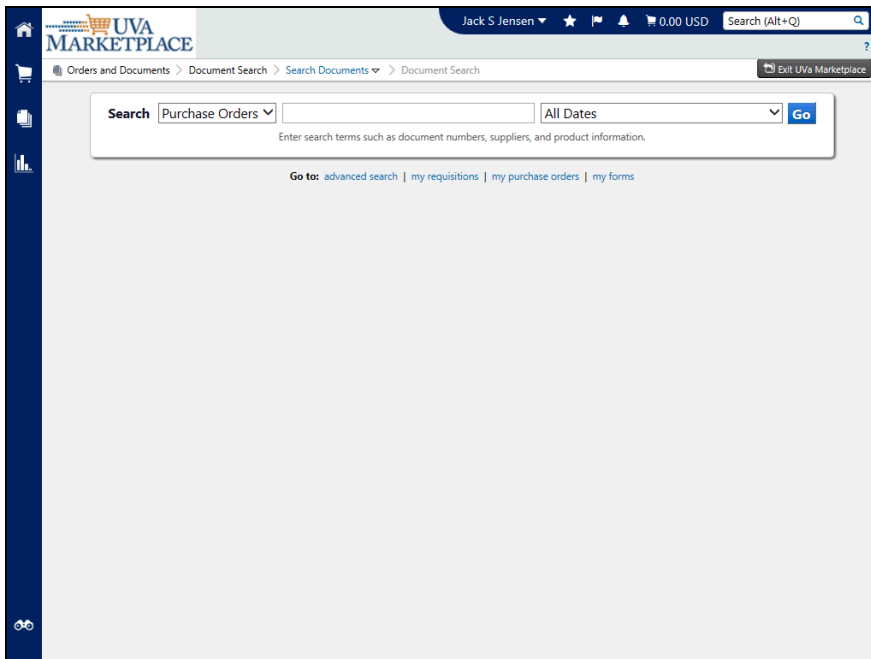 UVA
MARKETPLACE
Jack S Jensen 0.00 USD Search (Alt+Q)
?
Orders and Documents > Document Search > Search Documents > Document Search Exit UVa Marketplace
Search Purchase Orders All Dates Go
Enter search terms such as document numbers, suppliers, and product information.
Go to: advanced search | my requisitions | my purchase orders | my forms